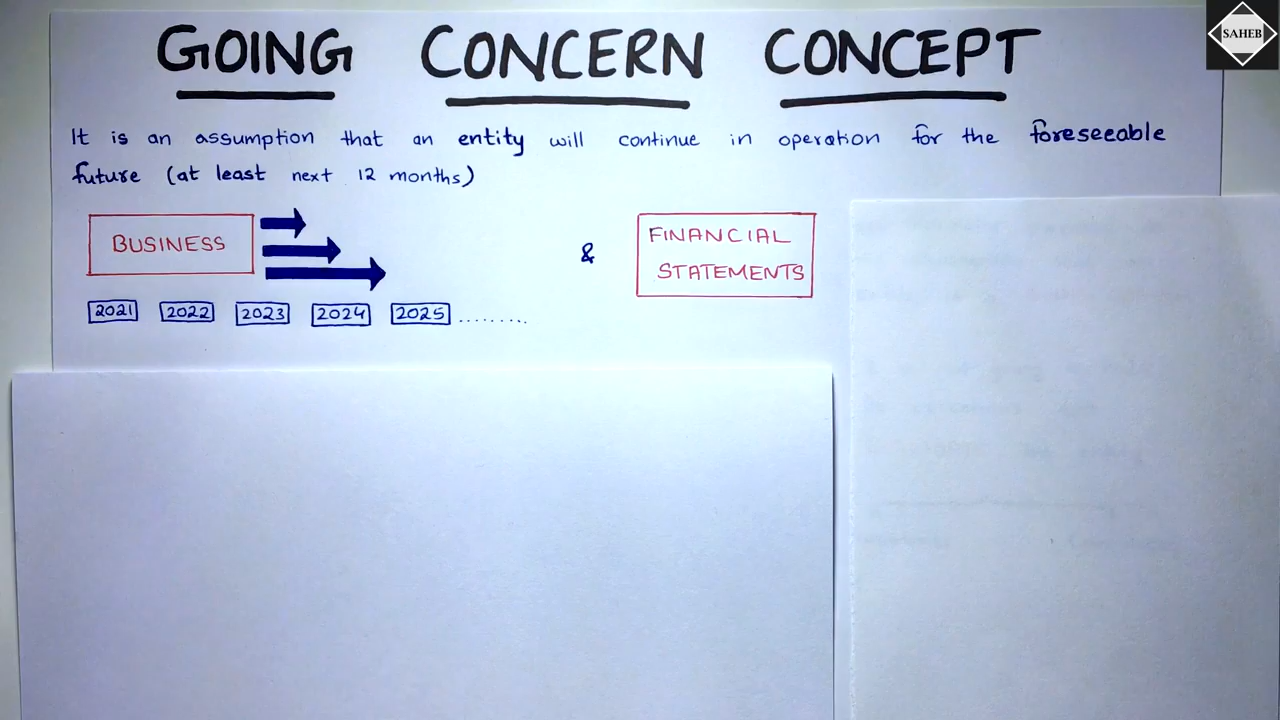 GOING CONCERN CONCEPT
SAHEB
It is an assumption that an entity will continue in operation for the foreseeable
future (at least next 12 months)
BUSINESS
&
FINANCIAL
STATEMENTS
2021 2022 2023 2024 2025 .........